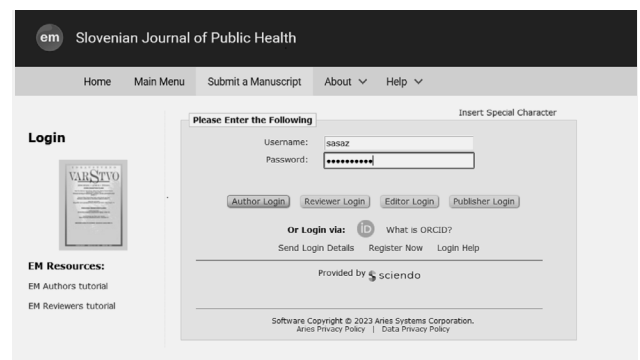 em Slovenian Journal of Public Health
Home Main Menu Submit a Manuscript About Help
Insert Special Character
Please Enter the Following
Login
Username: sasaz
Password: ••••••••••
VARSTVO
Author Login Reviewer Login Editor Login Publisher Login
Or Login via: iD What is ORCID?
Send Login Details Register Now Login Help
EM Resources:
Provided by sciendo
EM Authors tutorial
EM Reviewers tutorial
Software Copyright © 2023 Aries Systems Corporation.
Aries Privacy Policy | Data Privacy Policy